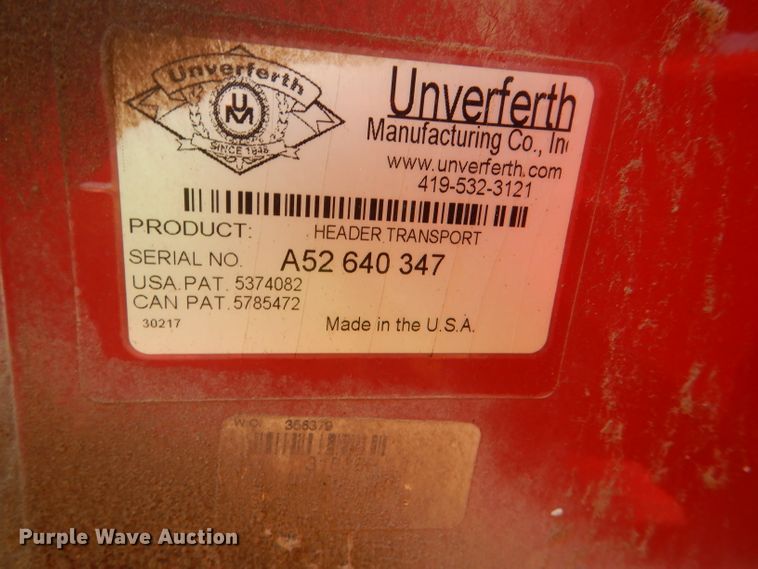 Unverferth
UM
SINCE 1948
Unverferth
Manufacturing Co., Inc
www.unverferth.com
419-532-3121
PRODUCT: HEADER TRANSPORT
SERIAL NO. A52 640 347
USA.PAT. 5374082
CAN PAT. 5785472
30217 Made in the U.S.A.
W.O. 356379
Purple Wave Auction